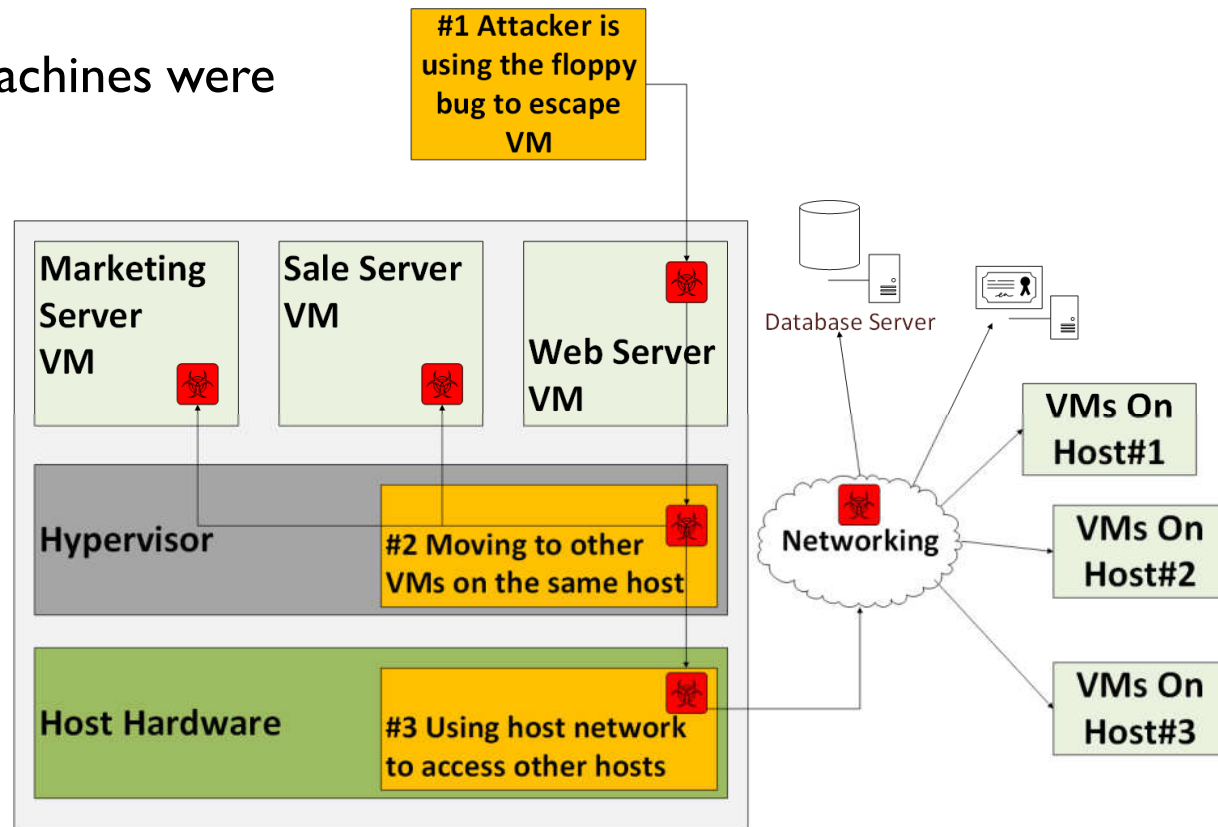 #1 Attacker is
using the floppy
bug to escape
VM
achines were
Marketing
Server
VM
Sale Server
VM
Web Server
VM
Database Server
VMs On
Host#1
Hypervisor
#2 Moving to other
VMs on the same host
Networking
VMs On
Host#2
Host Hardware
#3 Using host network
to access other hosts
VMs On
Host#3